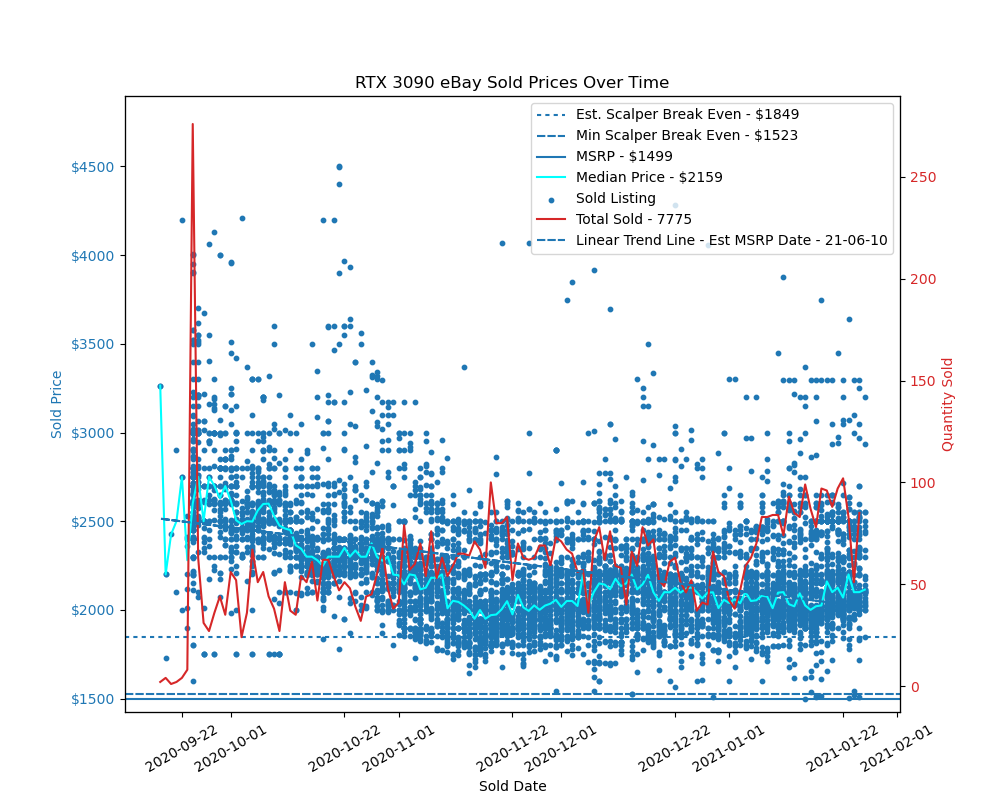 RTX 3090 eBay Sold Prices Over Time
Est. Scalper Break Even - $1849
Min Scalper Break Even - $1523
MSRP - $1499
Median Price - $2159
Sold Listing
Total Sold - 7775
Linear Trend Line - Est MSRP Date - 21-06-10
Sold Price
$4500
$4000
$3500
$3000
$2500
$2000
$1500
250
200
150
100
50
0
Quantity Sold
2020-09-22
2020-10-01
2020-10-22
2020-11-01
2020-11-22
2020-12-01
2020-12-22
2021-01-01
2021-01-22
2021-02-01
Sold Date